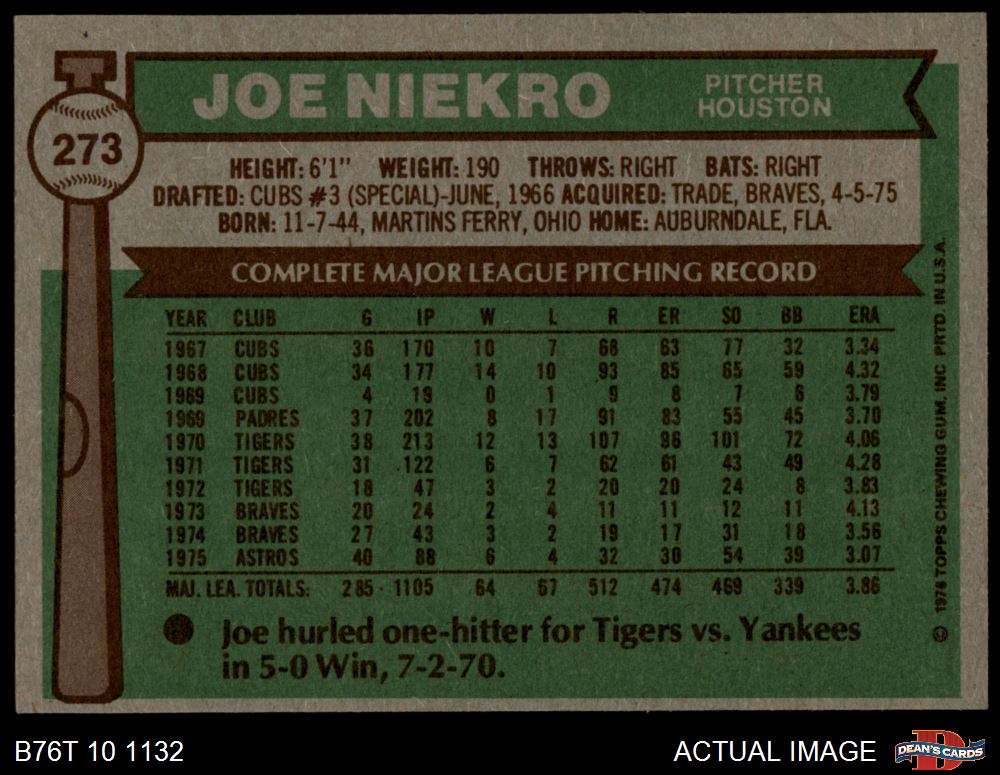 JOE NIEKRO
PITCHER
HOUSTON
273
HEIGHT: 6'1" WEIGHT: 190 THROWS: RIGHT BATS: RIGHT
DRAFTED: CUBS #3 (SPECIAL)-JUNE, 1966 ACQUIRED: TRADE, BRAVES, 4-5-75
BORN: 11-7-44, MARTINS FERRY, OHIO HOME: AUBURNDALE, FLA.
COMPLETE MAJOR LEAGUE PITCHING RECORD
YEAR CLUB G IP W L R ER SO BB ERA
1967 CUBS 36 170 10 7 68 63 77 32 3.34
1968 CUBS 34 177 14 10 93 85 65 59 4.32
1969 CUBS 4 19 0 1 9 8 7 6 3.79
1969 PADRES 37 202 8 17 91 83 55 45 3.70
1970 TIGERS 38 213 12 13 107 96 101 72 4.06
1971 TIGERS 31 122 6 7 62 61 43 49 4.28
1972 TIGERS 18 47 3 2 20 20 24 8 3.83
1973 BRAVES 20 24 2 4 11 11 12 11 4.13
1974 BRAVES 27 43 3 2 19 17 31 18 3.56
1975 ASTROS 40 88 6 4 32 30 54 39 3.07
MAJ. LEA. TOTALS: 285 1105 64 67 512 474 469 339 3.86
Joe hurled one-hitter for Tigers vs. Yankees
in 5-0 Win, 7-2-70.
© 1976 TOPPS CHEWING GUM, INC PRTD. IN U.S.A.
B76T 10 1132
ACTUAL IMAGE
D
DEAN'S CARDS